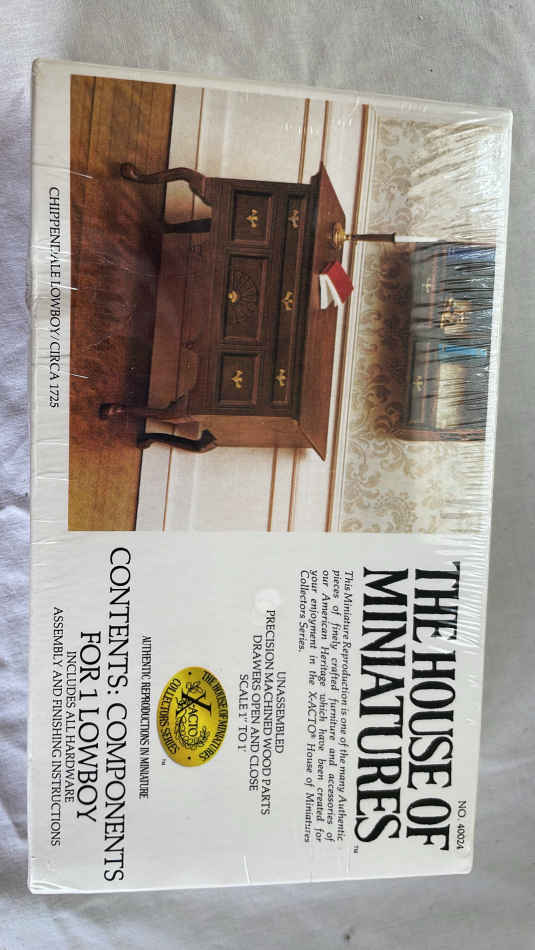 NO. 40024
THE HOUSE OF
MINIATURES™
This Miniature Reproduction is one of the many Authentic
pieces of finely crafted furniture and accessories of
our American Heritage which have been created for
your enjoyment in the X-ACTO® House of Miniatures
Collectors Series.
UNASSEMBLED
PRECISION MACHINED WOOD PARTS
DRAWERS OPEN AND CLOSE
SCALE 1" TO 1'
THE HOUSE OF MINIATURES
X-ACTO
COLLECTORS SERIES
™
AUTHENTIC REPRODUCTIONS IN MINIATURE
CONTENTS: COMPONENTS
FOR 1 LOWBOY
INCLUDES ALL HARDWARE
ASSEMBLY AND FINISHING INSTRUCTIONS
CHIPPENDALE LOWBOY/CIRCA 1725